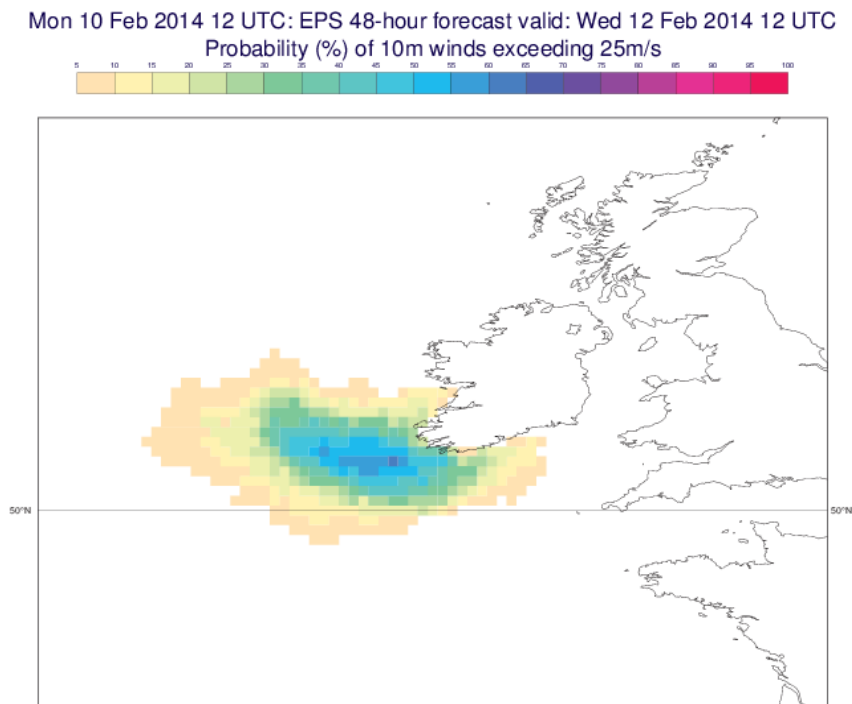 Mon 10 Feb 2014 12 UTC: EPS 48-hour forecast valid: Wed 12 Feb 2014 12 UTC
Probability (%) of 10m winds exceeding 25m/s
5 10 15 20 25 30 35 40 45 50 55 60 65 70 75 80 85 90 95 100
50°N 50°N